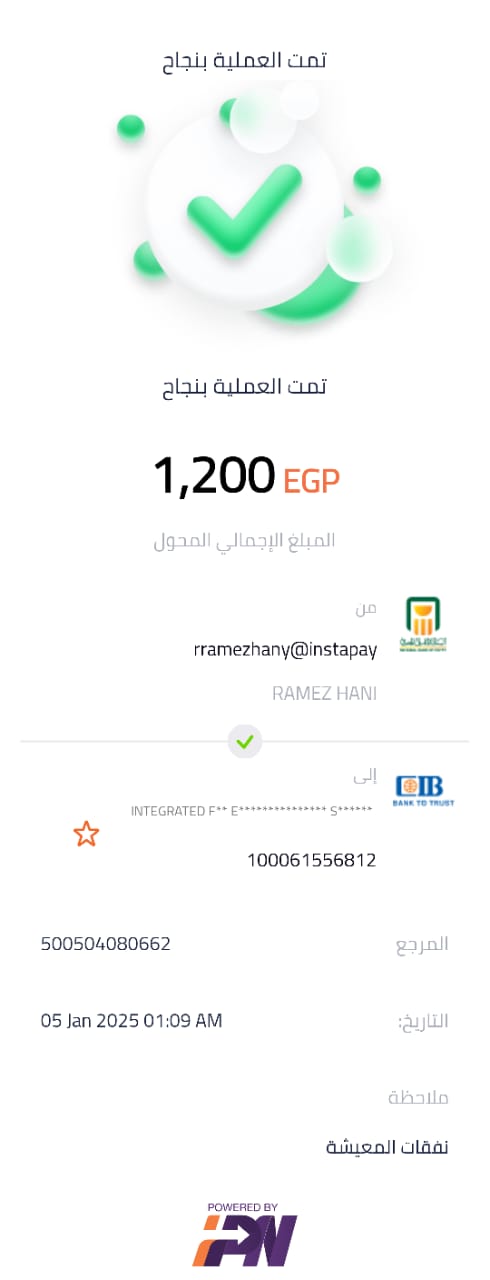 تمت العملية بنجاح
تمت العملية بنجاح
1,200 EGP
المبلغ الإجمالي المحول
من
rramezhany@instapay
RAMEZ HANI
إلى
CIB
BANK TO TRUST
INTEGRATED F** E*************** S******
100061556812
المرجع
500504080662
التاريخ:
05 Jan 2025 01:09 AM
ملاحظة
نفقات المعيشة
POWERED BY
IPN